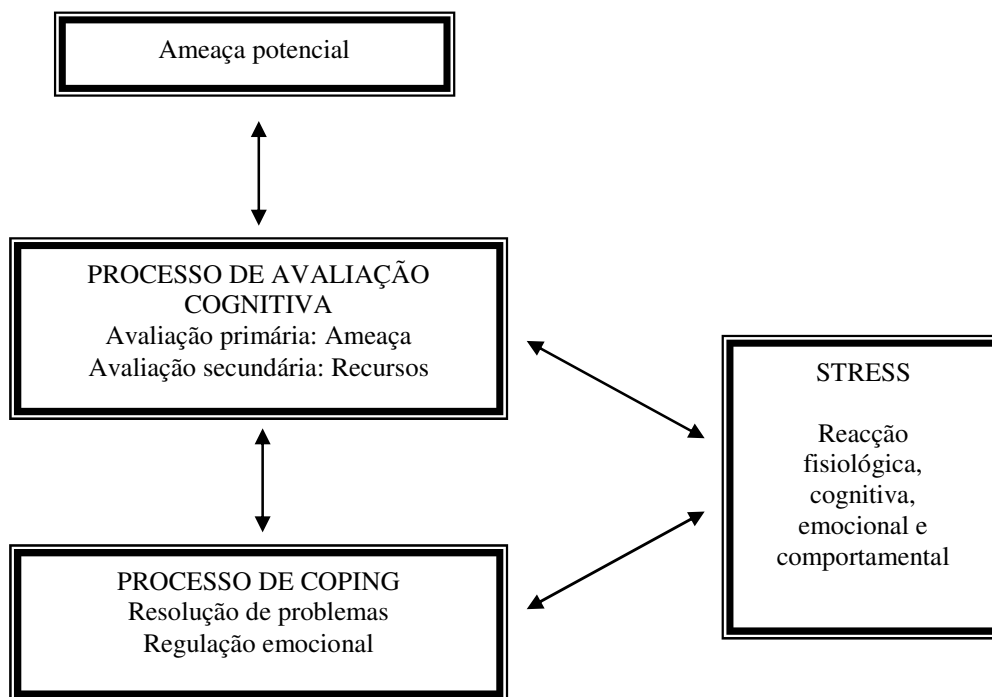 Ameaça potencial
PROCESSO DE AVALIAÇÃO
COGNITIVA
Avaliação primária: Ameaça
Avaliação secundária: Recursos
STRESS
Reacção
fisiológica,
cognitiva,
emocional e
comportamental
PROCESSO DE COPING
Resolução de problemas
Regulação emocional